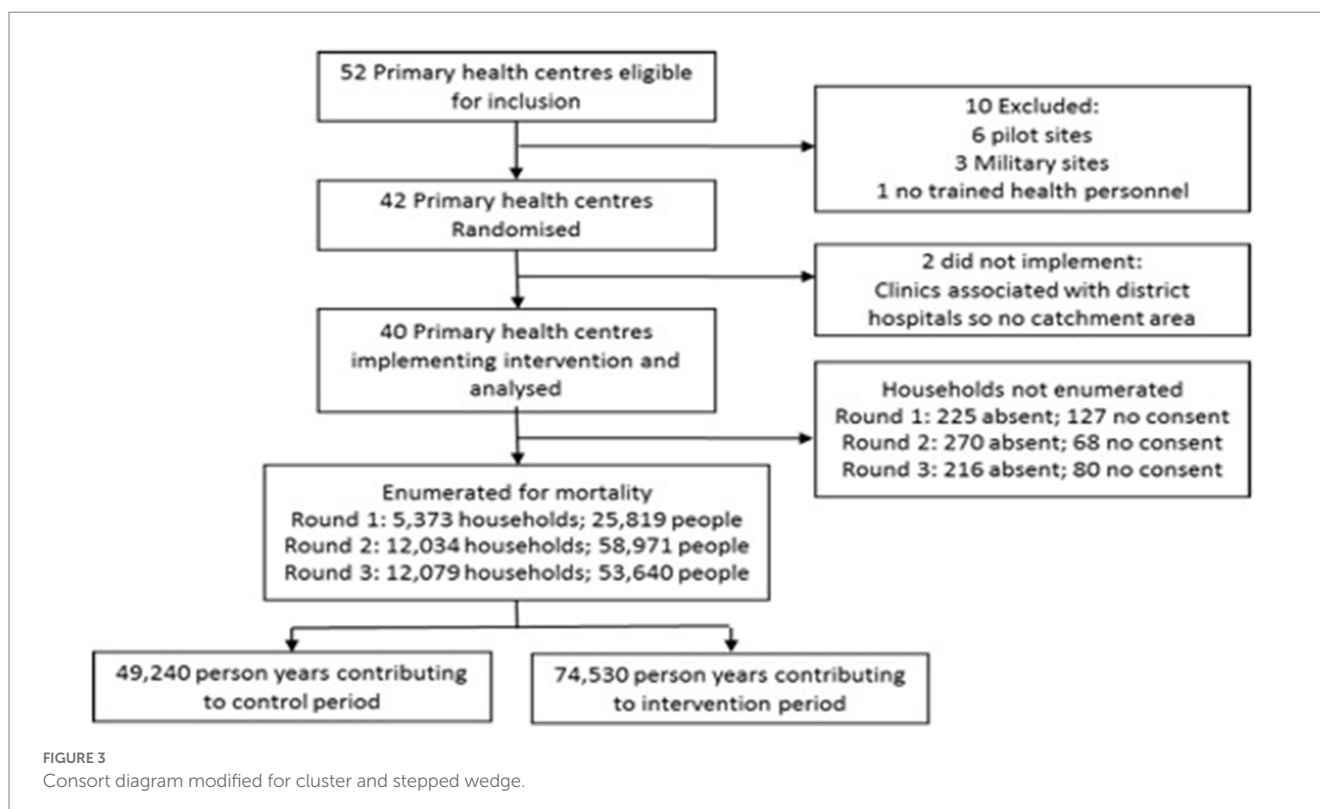 52 Primary health centres eligible
for inclusion
10 Excluded:
6 pilot sites
3 Military sites
1 no trained health personnel
42 Primary health centres
Randomised
2 did not implement:
Clinics associated with district
hospitals so no catchment area
40 Primary health centres
implementing intervention and
analysed
Households not enumerated
Round 1: 225 absent; 127 no consent
Round 2: 270 absent; 68 no consent
Round 3: 216 absent; 80 no consent
Enumerated for mortality
Round 1: 5,373 households; 25,819 people
Round 2: 12,034 households; 58,971 people
Round 3: 12,079 households; 53,640 people
49,240 person years contributing
to control period
74,530 person years contributing
to intervention period
FIGURE 3
Consort diagram modified for cluster and stepped wedge.